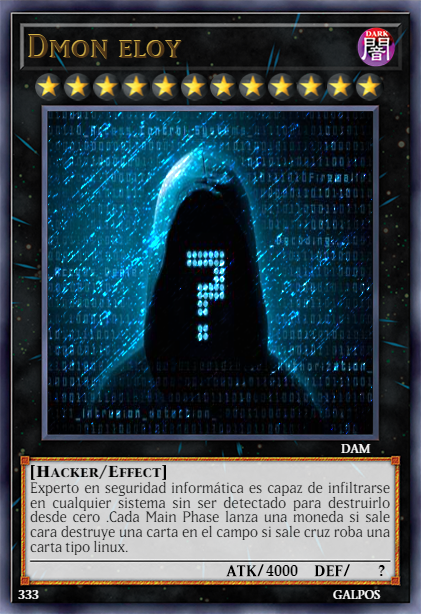 Dmon eloy
DARK
闇
?
DAM
[Hacker/Effect]
Experto en seguridad informática es capaz de infiltrarse
en cualquier sistema sin ser detectado para destruirlo
desde cero .Cada Main Phase lanza una moneda si sale
cara destruye una carta en el campo si sale cruz roba una
carta tipo linux.
ATK/4000 DEF/ ?
333 GALPOS